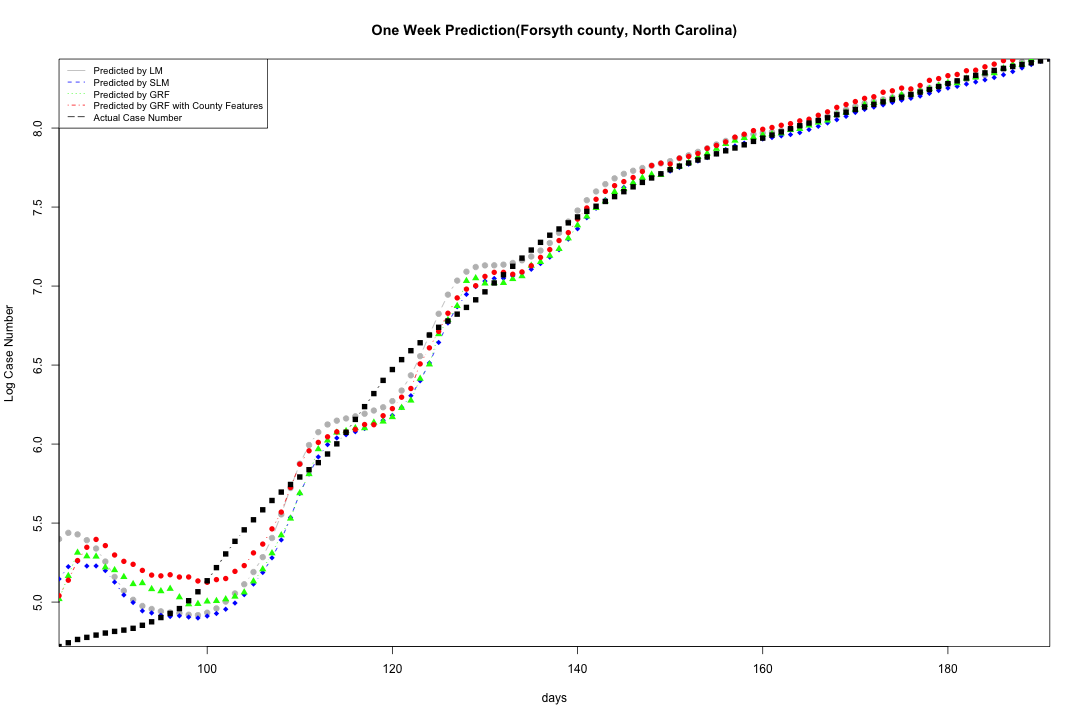 One Week Prediction(Forsyth county, North Carolina)
Predicted by LM
Predicted by SLM
Predicted by GRF
Predicted by GRF with County Features
Actual Case Number
Log Case Number
8.0
7.5
7.0
6.5
6.0
5.5
5.0
100 120 140 160 180
days